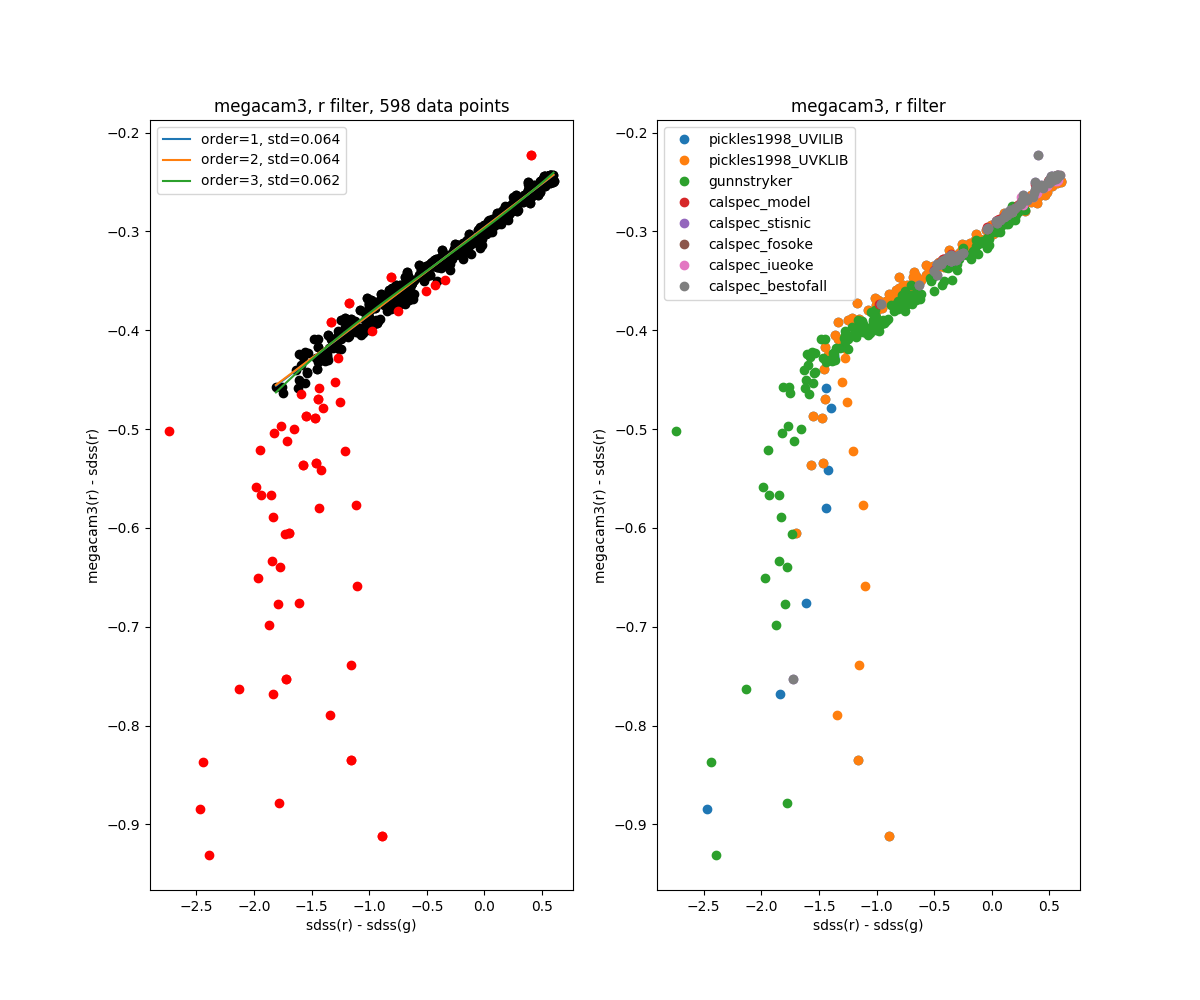 megacam3, r filter, 598 data points
order=1, std=0.064
order=2, std=0.064
order=3, std=0.062
−0.2
−0.3
−0.4
−0.5
−0.6
−0.7
−0.8
−0.9
megacam3(r) - sdss(r)
−2.5
−2.0
−1.5
−1.0
−0.5
0.0
0.5
sdss(r) - sdss(g)
megacam3, r filter
pickles1998_UVILIB
pickles1998_UVKLIB
gunnstryker
calspec_model
calspec_stisnic
calspec_fosoke
calspec_iueoke
calspec_bestofall
−0.2
−0.3
−0.4
−0.5
−0.6
−0.7
−0.8
−0.9
megacam3(r) - sdss(r)
−2.5
−2.0
−1.5
−1.0
−0.5
0.0
0.5
sdss(r) - sdss(g)